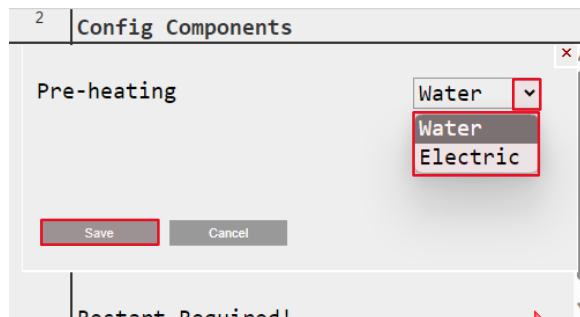 2
Config Components
Pre-heating
Water
Water
Electric
Save
Cancel
Restart Required!